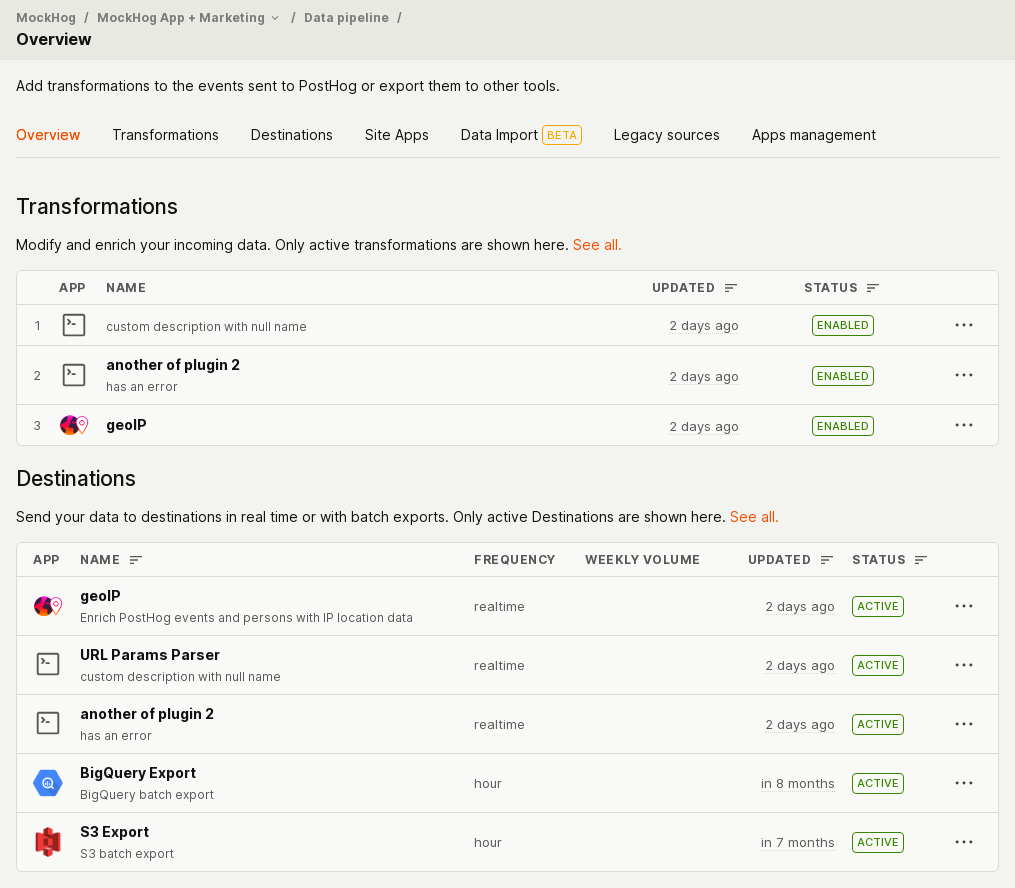 MockHog / MockHog App + Marketing / Data pipeline /
Overview
Add transformations to the events sent to PostHog or export them to other tools.
Overview Transformations Destinations Site Apps Data Import BETA Legacy sources Apps management
Transformations
Modify and enrich your incoming data. Only active transformations are shown here. See all.
APP NAME UPDATED STATUS
1 custom description with null name 2 days ago ENABLED
2 another of plugin 2 2 days ago ENABLED
has an error
3 geoIP 2 days ago ENABLED
Destinations
Send your data to destinations in real time or with batch exports. Only active Destinations are shown here. See all.
APP NAME FREQUENCY WEEKLY VOLUME UPDATED STATUS
geoIP realtime 2 days ago ACTIVE
Enrich PostHog events and persons with IP location data
URL Params Parser realtime 2 days ago ACTIVE
custom description with null name
another of plugin 2 realtime 2 days ago ACTIVE
has an error
BigQuery Export hour in 8 months ACTIVE
BigQuery batch export
S3 Export hour in 7 months ACTIVE
S3 batch export